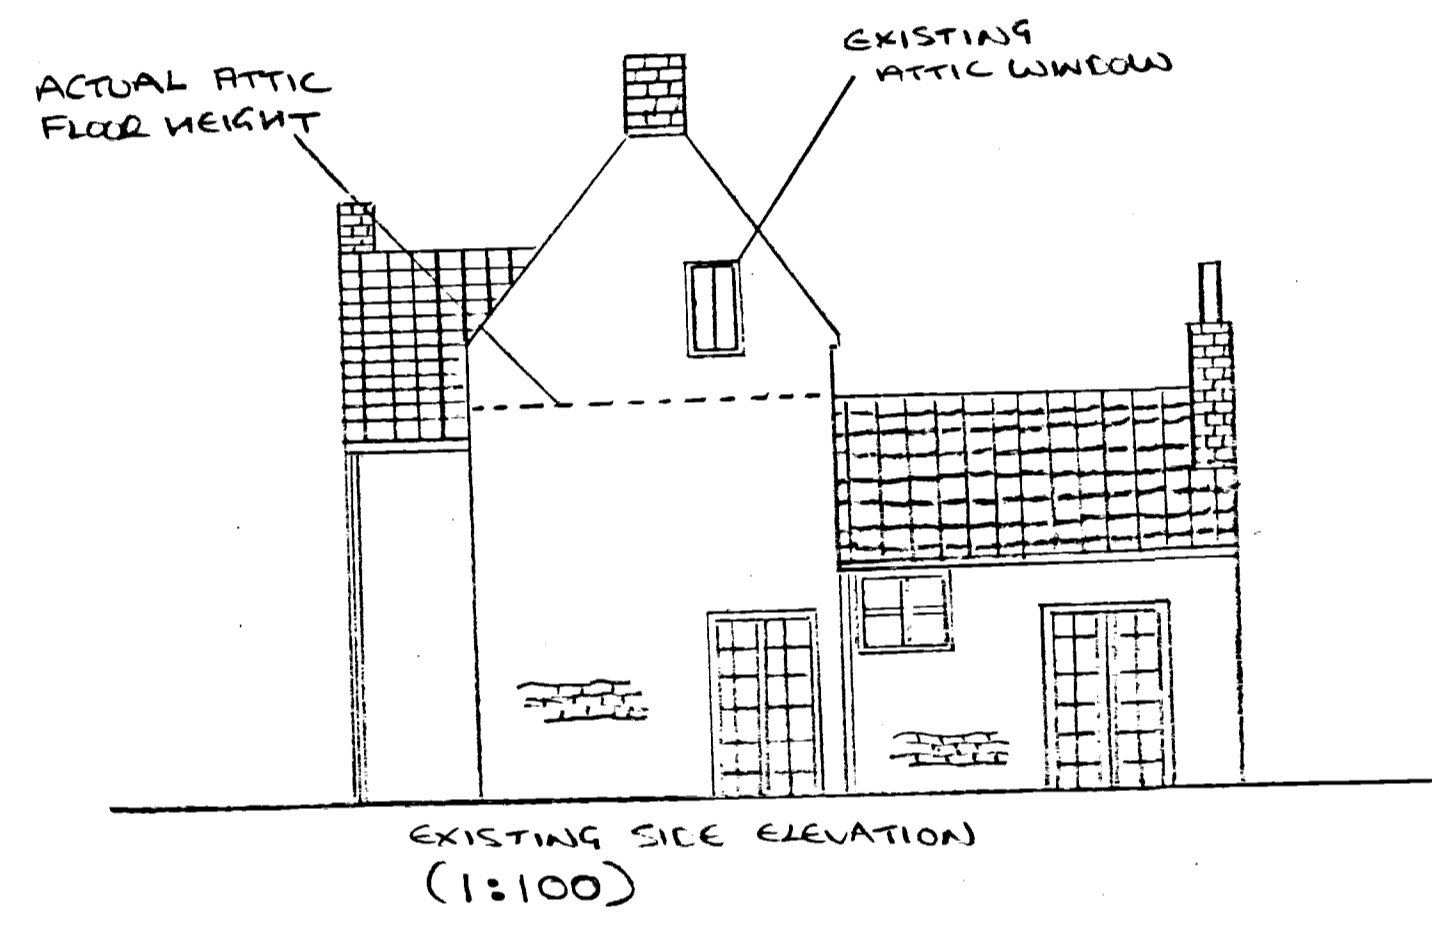 ACTUAL ATTIC
FLOOR HEIGHT
EXISTING
ATTIC WINDOW
EXISTING SIDE ELEVATION
(1:100)